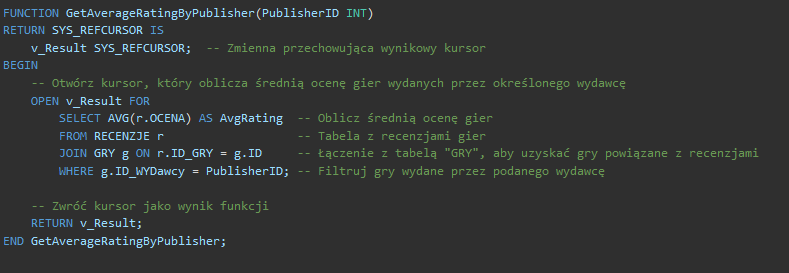 FUNCTION GetAverageRatingByPublisher(PublisherID INT)
RETURN SYS_REFCURSOR IS
    v_Result SYS_REFCURSOR;  -- Zmienna przechowująca wynikowy kursor
BEGIN
    -- Otwórz kursor, który oblicza średnią ocenę gier wydanych przez określonego wydawcę
    OPEN v_Result FOR
        SELECT AVG(r.OCENA) AS AvgRating  -- Oblicz średnią ocenę gier
        FROM RECENZJE r                   -- Tabela z recenzjami gier
        JOIN GRY g ON r.ID_GRY = g.ID     -- Łączenie z tabelą "GRY", aby uzyskać gry powiązane z recenzjami
        WHERE g.ID_WYDawcy = PublisherID; -- Filtruj gry wydane przez podanego wydawcę
    -- Zwróć kursor jako wynik funkcji
    RETURN v_Result;
END GetAverageRatingByPublisher;